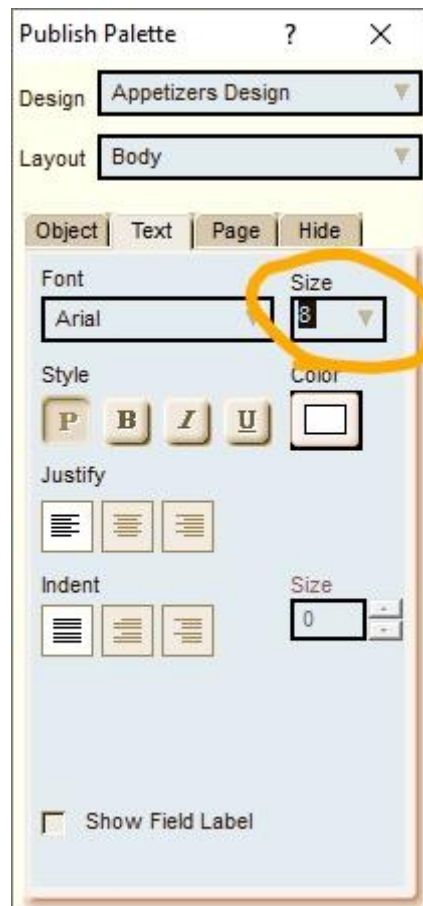 Publish Palette ? X
Design Appetizers Design
Layout Body
Object Text Page Hide
Font Size
Arial 8
Style Color
P B I U
Justify
Indent Size
0
Show Field Label